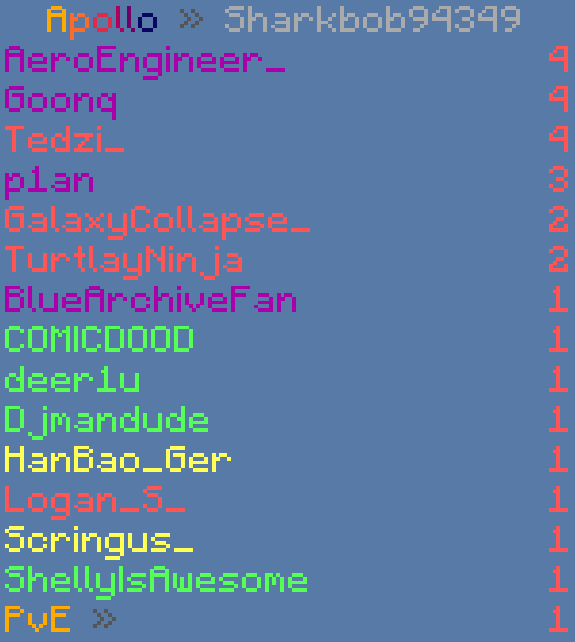 Apollo » Sharkbob94349
AeroEngineer_ 4
Goonq 4
Tedzi_ 4
p1an 3
GalaxyCollapse_ 2
TurtlayNinja 2
BlueArchiveFan 1
COMICDOOD 1
deer1u 1
Djmandude 1
HanBao_Ger 1
Logan_S_ 1
Scringus_ 1
ShellyIsAwesome 1
PvE » 1